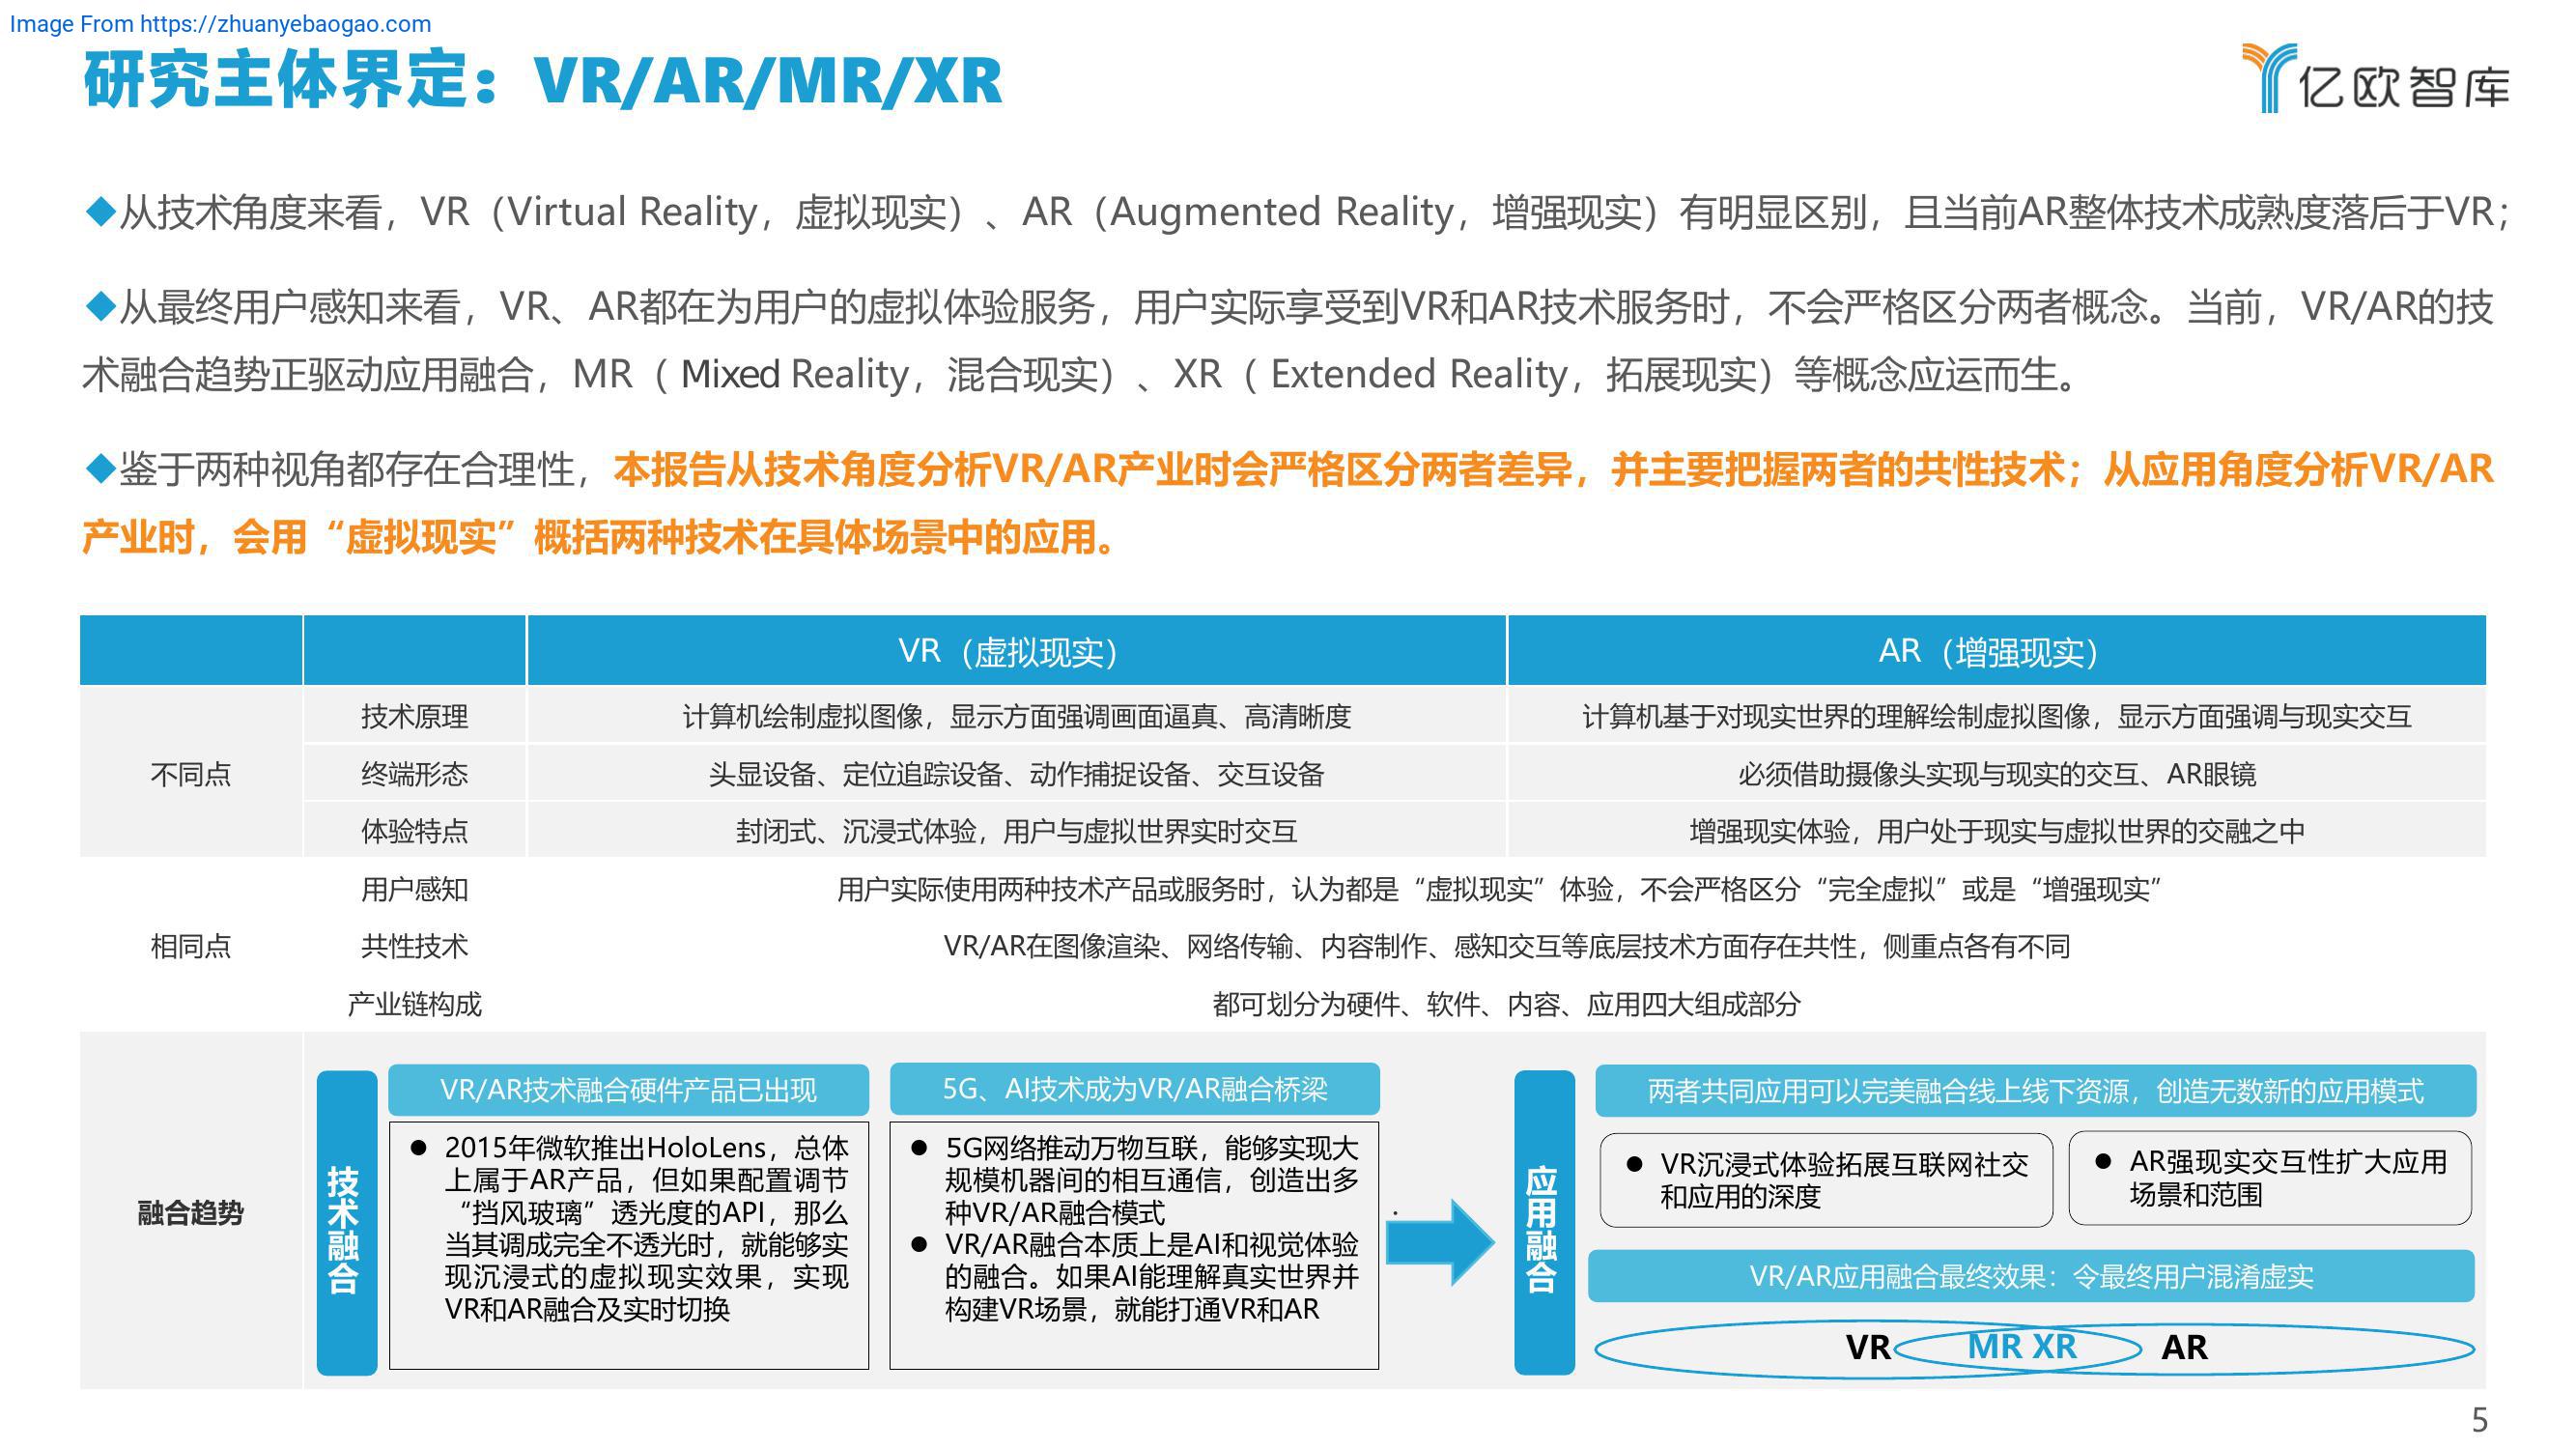 Image From https://zhuanyebaogao.com
研究主体界定：VR/AR/MR/XR
亿欧智库
◆从技术角度来看，VR（Virtual Reality，虚拟现实）、AR（Augmented Reality，增强现实）有明显区别，且当前AR整体技术成熟度落后于VR；
◆从最终用户感知来看，VR、AR都在为用户的虚拟体验服务，用户实际享受到VR和AR技术服务时，不会严格区分两者概念。当前，VR/AR的技
术融合趋势正驱动应用融合，MR（ Mixed Reality，混合现实）、XR（ Extended Reality，拓展现实）等概念应运而生。
◆鉴于两种视角都存在合理性，本报告从技术角度分析VR/AR产业时会严格区分两者差异，并主要把握两者的共性技术；从应用角度分析VR/AR
产业时，会用“虚拟现实”概括两种技术在具体场景中的应用。
VR（虚拟现实）
AR（增强现实）
不同点
技术原理
计算机绘制虚拟图像，显示方面强调画面逼真、高清晰度
计算机基于对现实世界的理解绘制虚拟图像，显示方面强调与现实交互
终端形态
头显设备、定位追踪设备、动作捕捉设备、交互设备
必须借助摄像头实现与现实的交互、AR眼镜
体验特点
封闭式、沉浸式体验，用户与虚拟世界实时交互
增强现实体验，用户处于现实与虚拟世界的交融之中
相同点
用户感知
用户实际使用两种技术产品或服务时，认为都是“虚拟现实”体验，不会严格区分“完全虚拟”或是“增强现实”
共性技术
VR/AR在图像渲染、网络传输、内容制作、感知交互等底层技术方面存在共性，侧重点各有不同
产业链构成
都可划分为硬件、软件、内容、应用四大组成部分
融合趋势
技术融合
VR/AR技术融合硬件产品已出现
● 2015年微软推出HoloLens，总体
上属于AR产品，但如果配置调节
“挡风玻璃”透光度的API，那么
当其调成完全不透光时，就能够实
现沉浸式的虚拟现实效果，实现
VR和AR融合及实时切换
5G、AI技术成为VR/AR融合桥梁
● 5G网络推动万物互联，能够实现大
规模机器间的相互通信，创造出多
种VR/AR融合模式
● VR/AR融合本质上是AI和视觉体验
的融合。如果AI能理解真实世界并
构建VR场景，就能打通VR和AR
应用融合
两者共同应用可以完美融合线上线下资源，创造无数新的应用模式
● VR沉浸式体验拓展互联网社交
和应用的深度
● AR强现实交互性扩大应用
场景和范围
VR/AR应用融合最终效果：令最终用户混淆虚实
VR MR XR AR
5